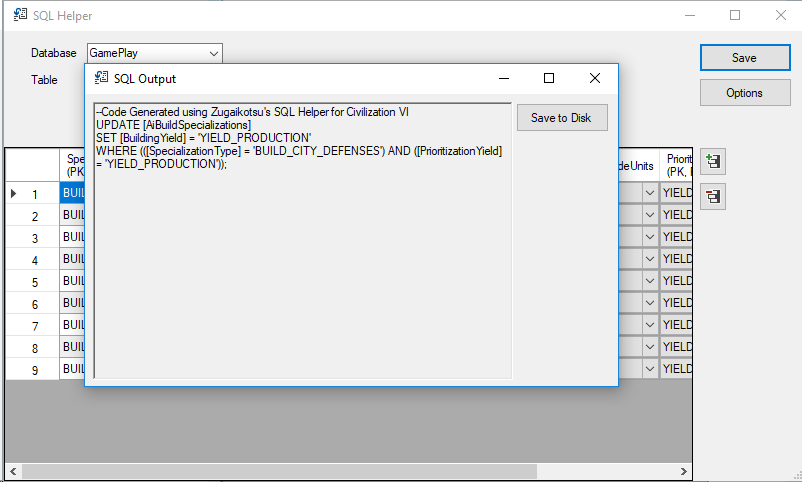 SQL Helper
Database GamePlay
Save
Table
Options
SQL Output
--Code Generated using Zugaikotsu's SQL Helper for Civilization VI
UPDATE [AiBuildSpecializations]
SET [BuildingYield] = 'YIELD_PRODUCTION'
WHERE (([SpecializationType] = 'BUILD_CITY_DEFENSES') AND ([PrioritizationYield]
= 'YIELD_PRODUCTION'));
Save to Disk
Spe deUnits Priorit
(PK (PK,
1 BUIL YIELD
2 BUIL YIELD
3 BUIL YIELD
4 BUIL YIELD
5 BUIL YIELD
6 BUIL YIELD
7 BUIL YIELD
8 BUIL YIELD
9 BUIL YIELD